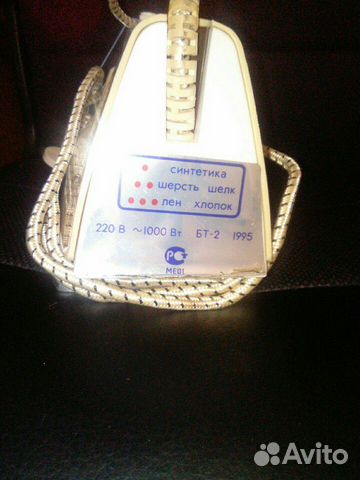 синтетика
шерсть шелк
лен хлопок
220 В ~1000 Вт БТ-2 1995
РСТ
МЕ01
Avito